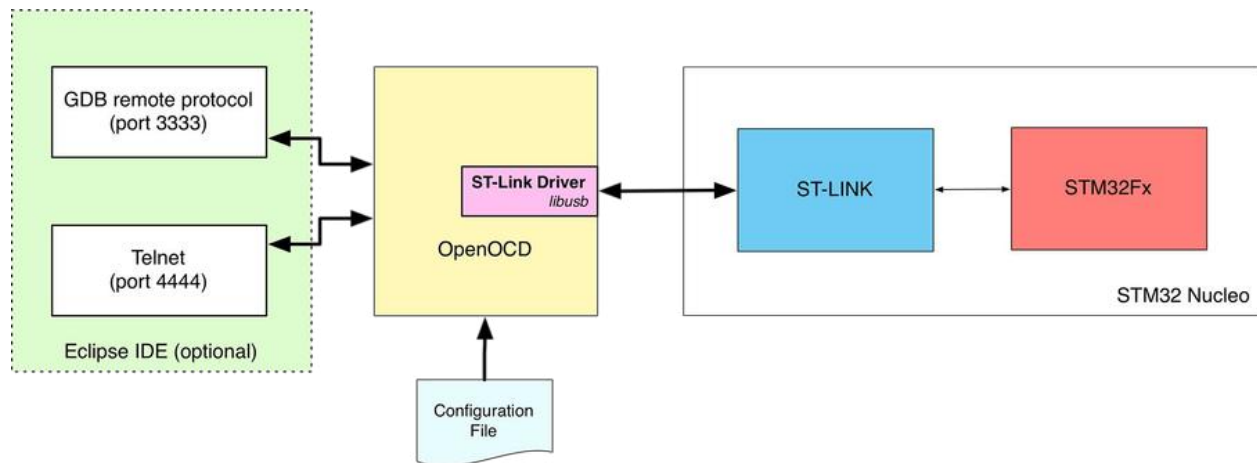 GDB remote protocol
(port 3333)
Telnet
(port 4444)
Eclipse IDE (optional)
ST-Link Driver
libusb
OpenOCD
Configuration
File
ST-LINK
STM32Fx
STM32 Nucleo